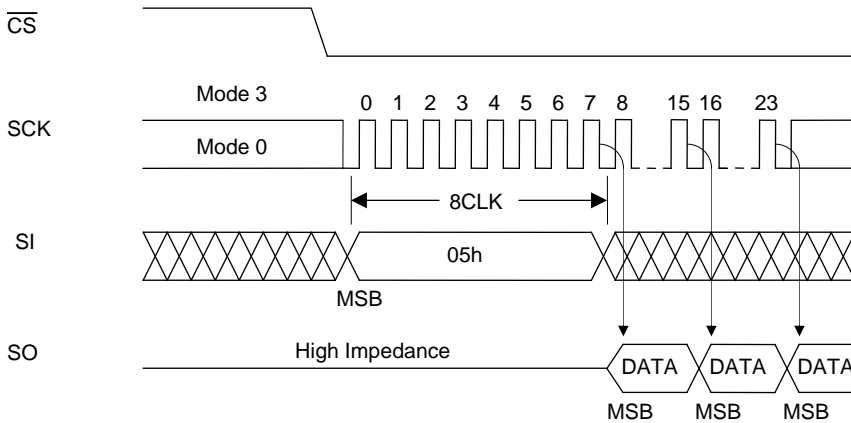 CS
Mode 3
0 1 2 3 4 5 6 7 8 15 16 23
SCK
Mode 0
8CLK
SI
05h
MSB
SO
High Impedance
DATA DATA DATA
MSB MSB MSB